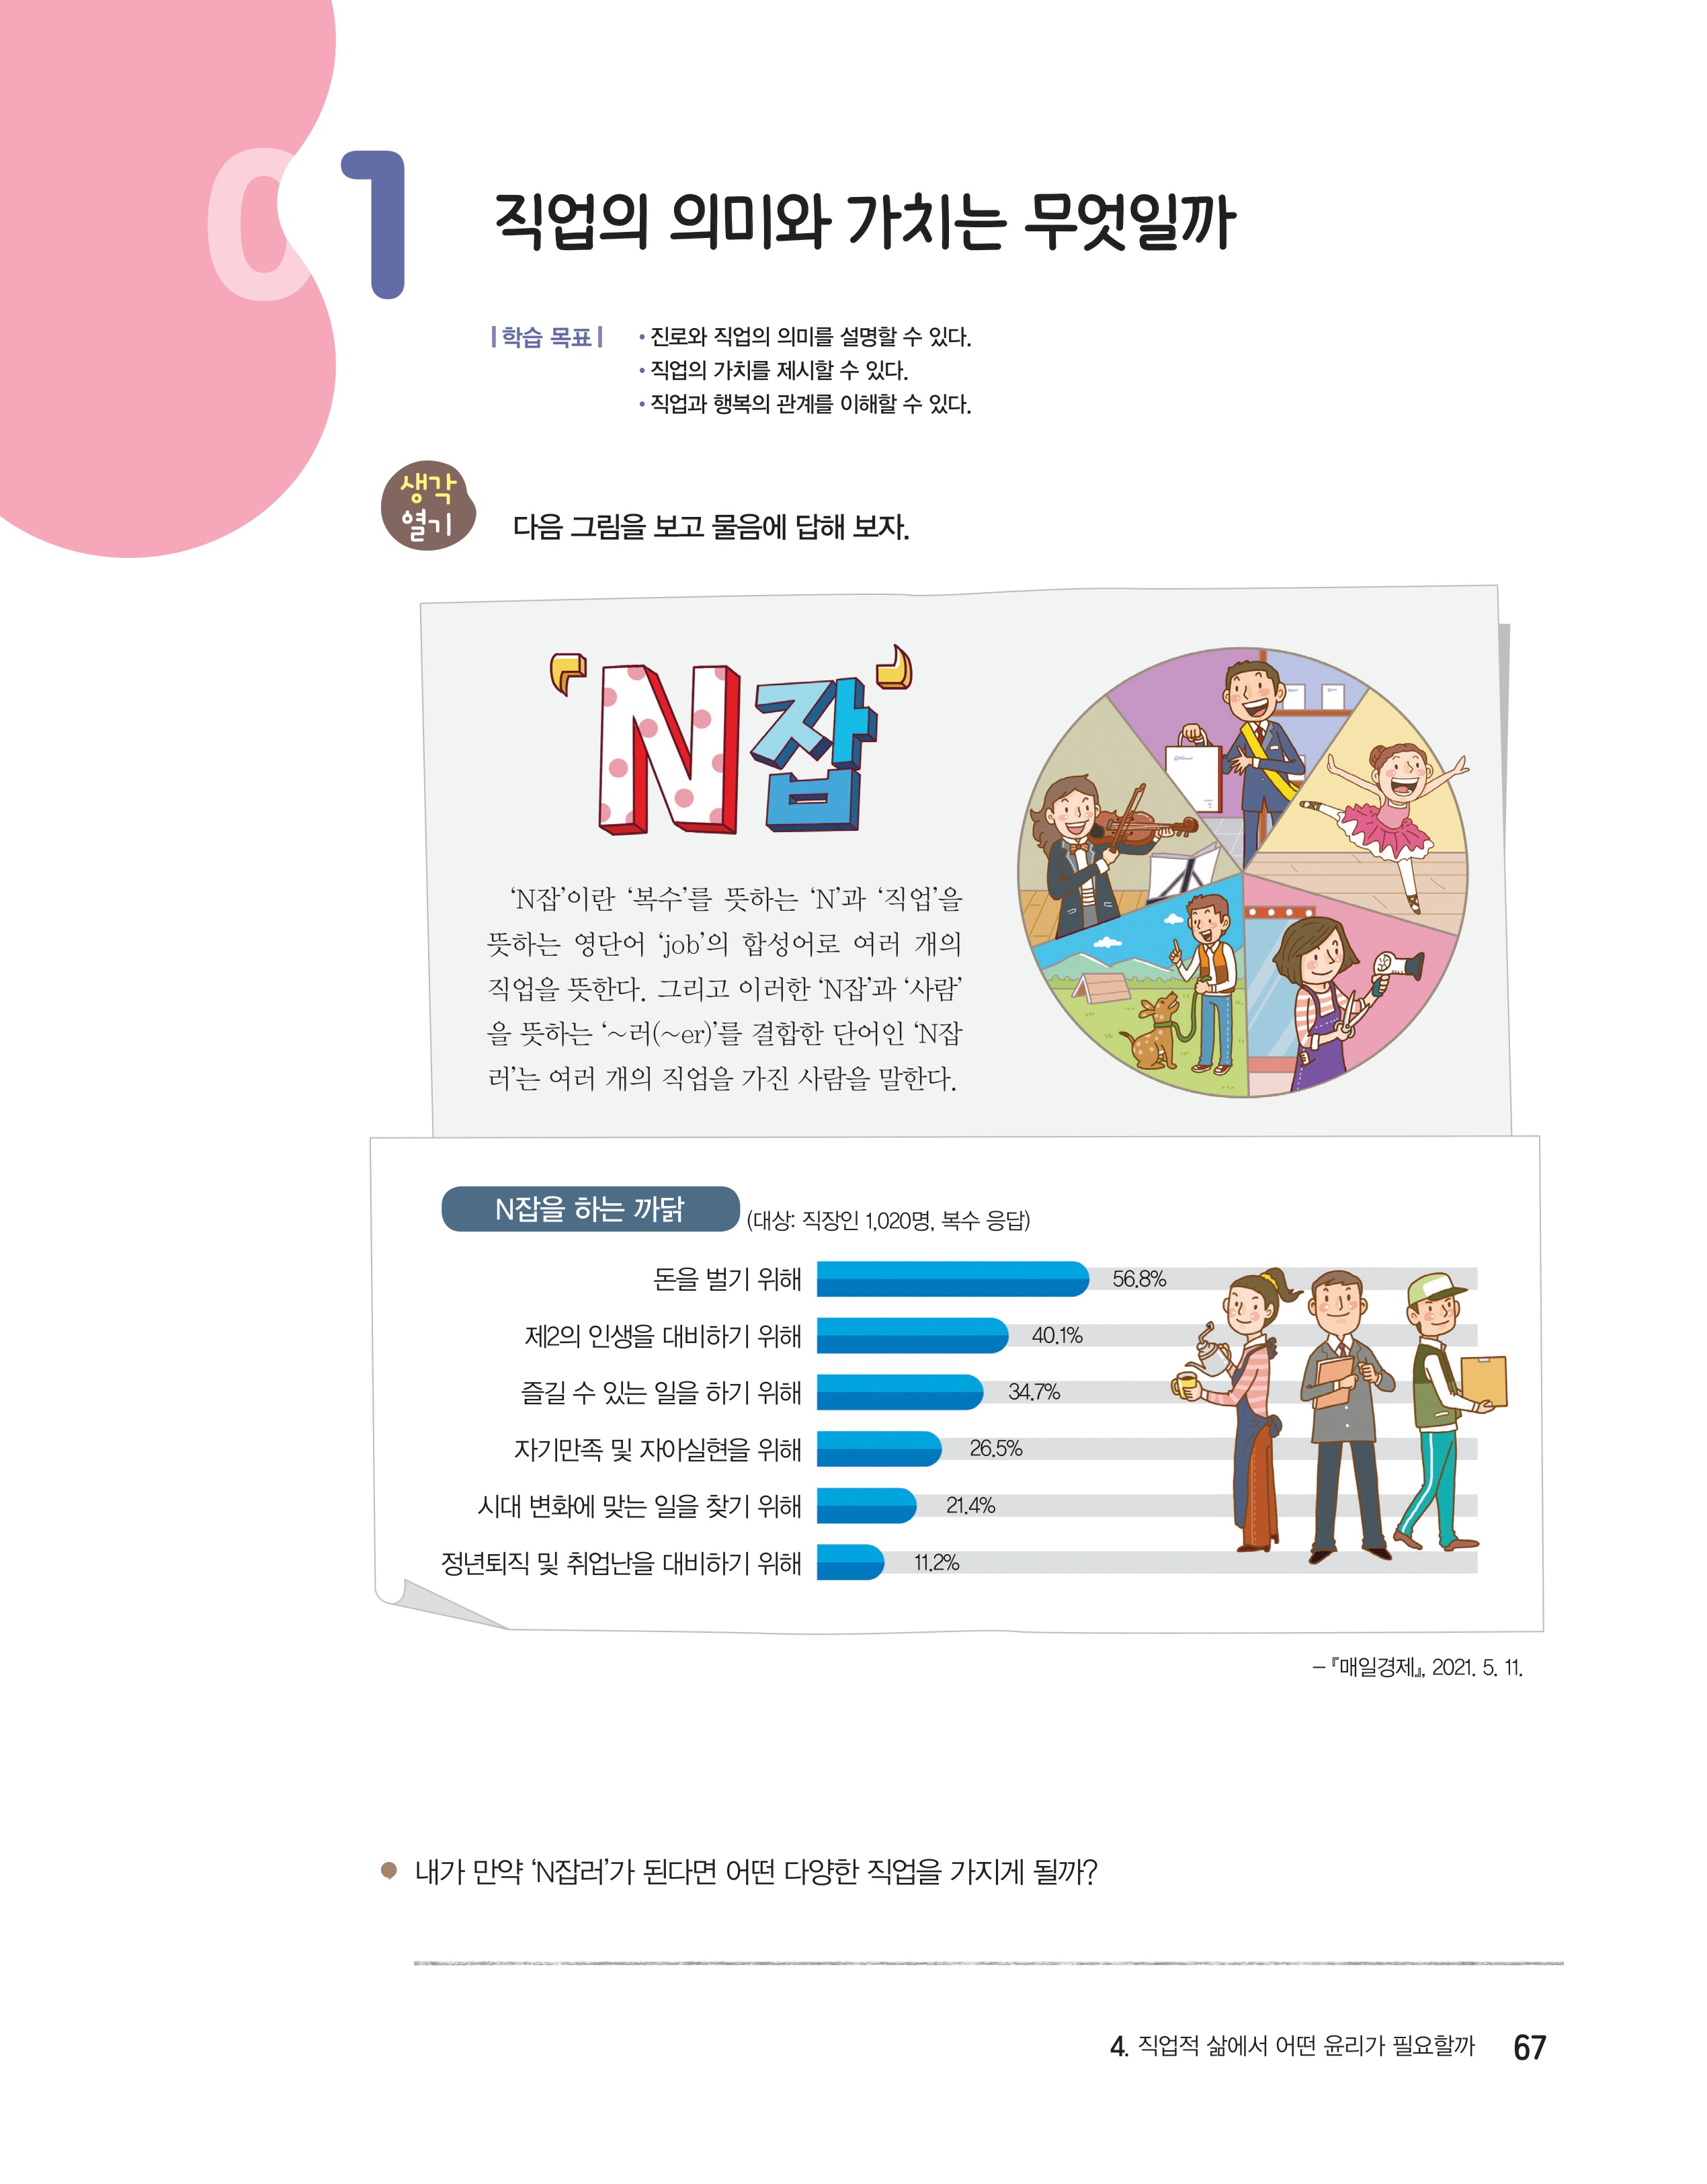 01
직업의 의미와 가치는 무엇일까
| 학습 목표 |
• 진로와 직업의 의미를 설명할 수 있다.
• 직업의 가치를 제시할 수 있다.
• 직업과 행복의 관계를 이해할 수 있다.
생각
열기
다음 그림을 보고 물음에 답해 보자.
‘N잡’
‘N잡’이란 ‘복수’를 뜻하는 ‘N’과 ‘직업’을
뜻하는 영단어 ‘job’의 합성어로 여러 개의
직업을 뜻한다. 그리고 이러한 ‘N잡’과 ‘사람’
을 뜻하는 ‘~러(~er)’를 결합한 단어인 ‘N잡
러’는 여러 개의 직업을 가진 사람을 말한다.
N잡을 하는 까닭 (대상: 직장인 1,020명, 복수 응답)
돈을 벌기 위해 56.8%
제2의 인생을 대비하기 위해 40.1%
즐길 수 있는 일을 하기 위해 34.7%
자기만족 및 자아실현을 위해 26.5%
시대 변화에 맞는 일을 찾기 위해 21.4%
정년퇴직 및 취업난을 대비하기 위해 11.2%
– 『매일경제』, 2021. 5. 11.
● 내가 만약 ‘N잡러’가 된다면 어떤 다양한 직업을 가지게 될까?
4. 직업적 삶에서 어떤 윤리가 필요할까 67